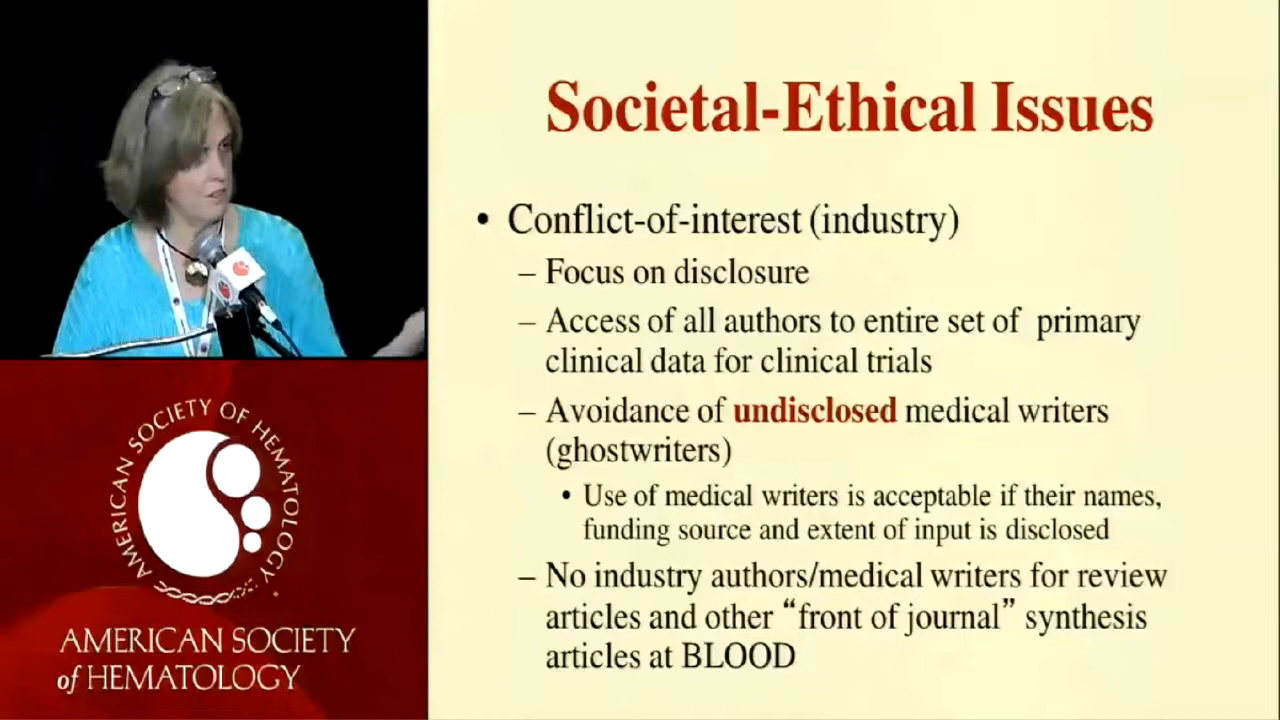 Societal-Ethical Issues
• Conflict-of-interest (industry)
– Focus on disclosure
– Access of all authors to entire set of primary
clinical data for clinical trials
– Avoidance of undisclosed medical writers
(ghostwriters)
• Use of medical writers is acceptable if their names,
funding source and extent of input is disclosed
– No industry authors/medical writers for review
articles and other “front of journal” synthesis
articles at BLOOD
AMERICAN SOCIETY OF HEMATOLOGY
AMERICAN SOCIETY
of HEMATOLOGY